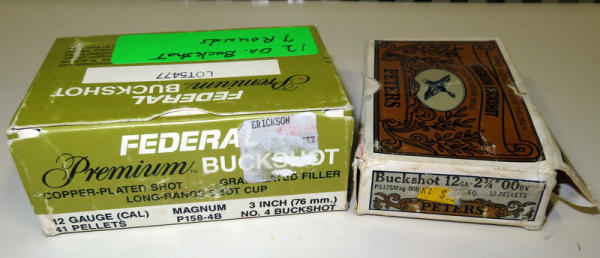 12 Ga. Buckshot
7 Rounds
LOT5477
FEDERAL
Premium
BUCKSHOT
ERICKSON
FEDERA
Premium BUCKSHOT
COPPER-PLATED SHOT
FILLER
LONG-RANGE SHOT CUP
12 GAUGE (CAL)
41 PELLETS
MAGNUM
P158-4B
3 INCH (76 mm.)
NO. 4 BUCKSHOT
PETERS
Buckshot 12 GA 2¾ 00 BK
12 PELLETS
PETERS